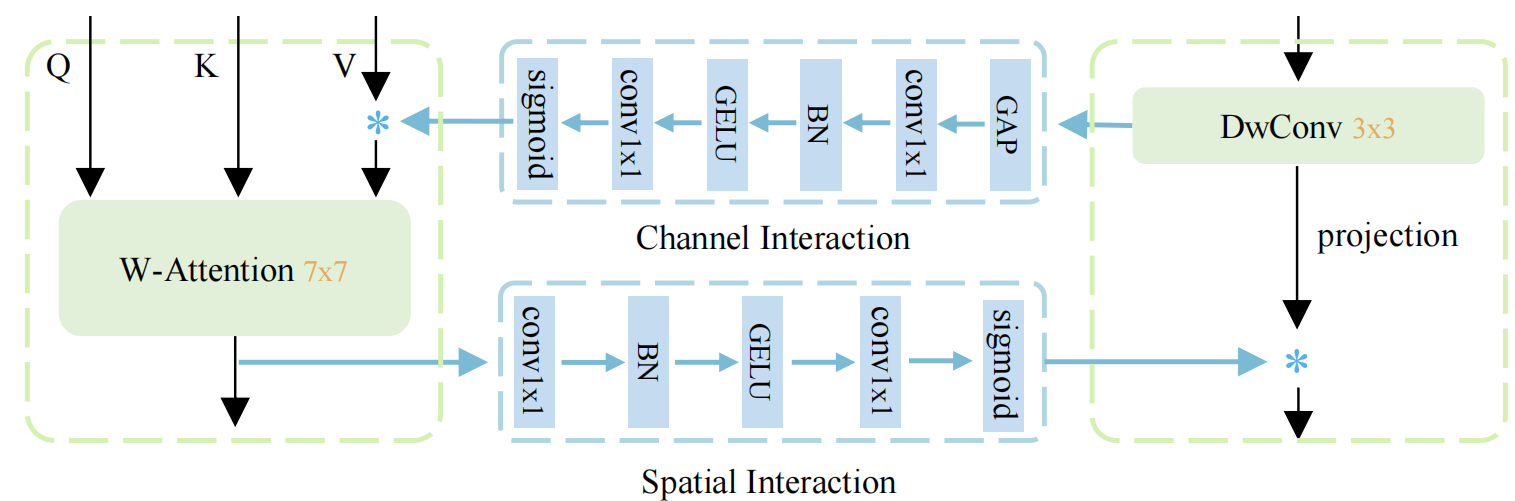 Q
K
V
*
sigmoid
conv1x1
GELU
BN
conv1x1
GAP
DwConv 3x3
Channel Interaction
projection
W-Attention 7x7
conv1x1
BN
GELU
conv1x1
sigmoid
*
Spatial Interaction